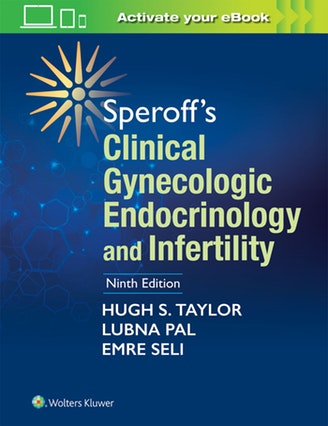 Activate your eBook
Speroff's
Clinical
Gynecologic
Endocrinology
and Infertility
Ninth Edition
HUGH S. TAYLOR
LUBNA PAL
EMRE SELI
Wolters Kluwer